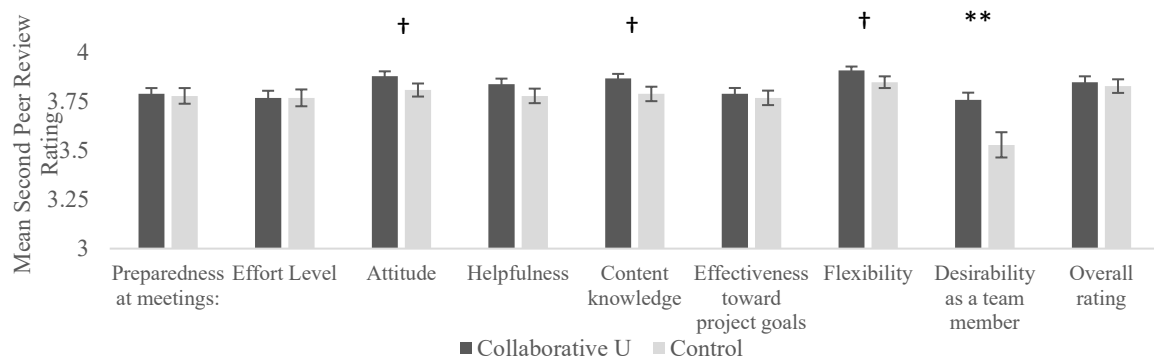 † † † **
Mean Second Peer Review
Rating
4
3.75
3.5
3.25
3
Preparedness
at meetings:
Effort Level
Attitude
Helpfulness
Content
knowledge
Effectiveness
toward
project goals
Flexibility
Desirability
as a team
member
Overall
rating
Collaborative U
Control